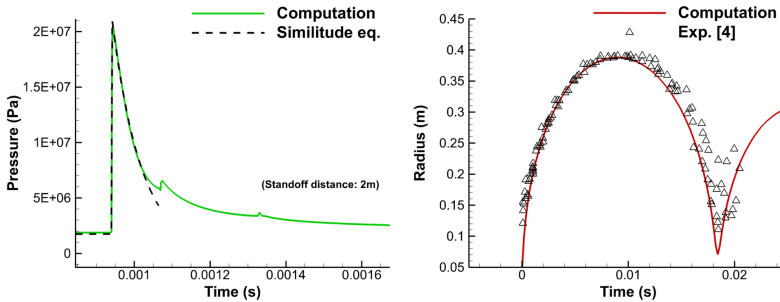 Computation
Similitude eq.
2E+07
1.5E+07
1E+07
5E+06
0
Pressure (Pa)
(Standoff distance: 2m)
0.001
0.0012
0.0014
0.0016
Time (s)
Computation
Exp. [4]
0.45
0.4
0.35
0.3
0.25
0.2
0.15
0.1
0.05
Radius (m)
0
0.01
0.02
Time (s)